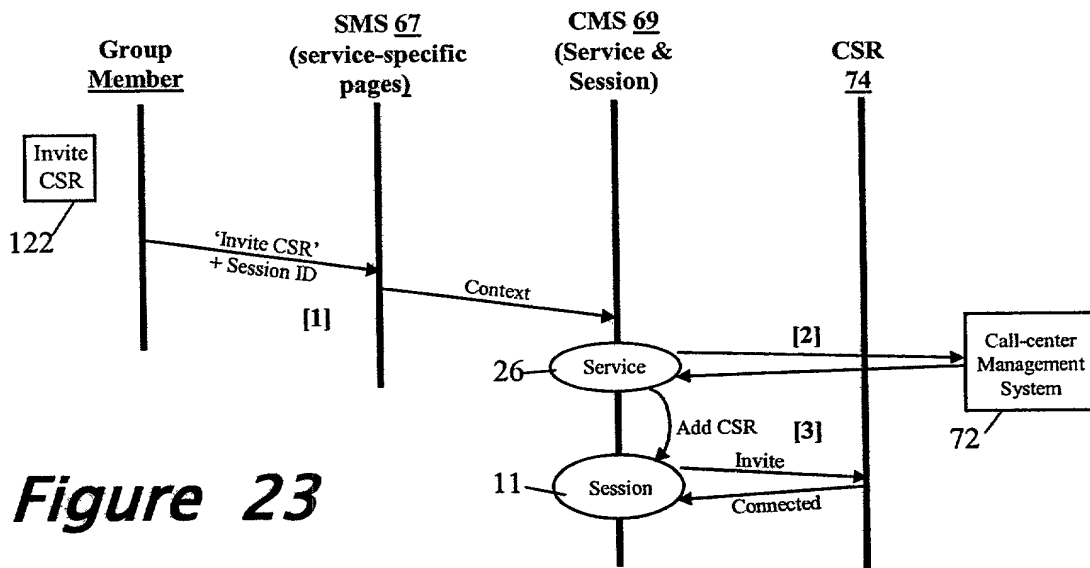 Group
Member
SMS 67
(service-specific
pages)
CMS 69
(Service &
Session)
CSR
74
Invite
CSR
122
'Invite CSR'
+ Session ID
[1]
Context
[2]
Call-center
Management
System
72
26
Service
Add CSR
[3]
11
Session
Invite
Connected
Figure 23